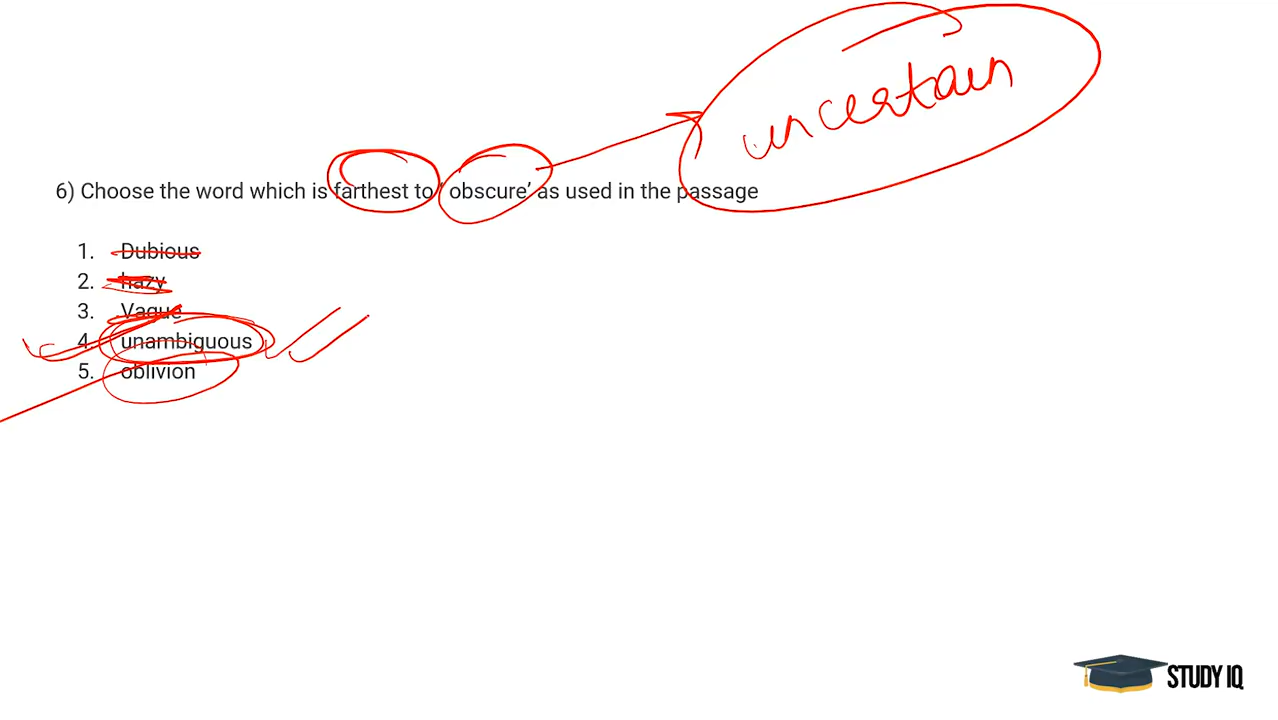 uncertain
6) Choose the word which is farthest to ‘ obscure’ as used in the passage
1. Dubious
2. hazy
3. Vague
4. unambiguous
5. oblivion
STUDY IQ